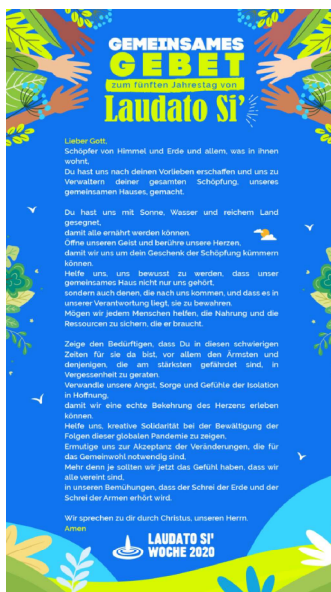 GEMEINSAMES
GEBET
zum fünften Jahrestag von
Laudato Si'
Lieber Gott,
Schöpfer von Himmel und Erde und allem, was in ihnen
wohnt,
Du hast uns nach deinen Vorlieben erschaffen und uns zu
Verwaltern deiner gesamten Schöpfung, unseres
gemeinsamen Hauses, gemacht.
Du hast uns mit Sonne, Wasser und reichem Land
gesegnet,
damit alle ernährt werden können.
Öffne unseren Geist und berühre unsere Herzen,
damit wir uns um dein Geschenk der Schöpfung kümmern
können.
Helfe uns, uns bewusst zu werden, dass unser
gemeinsames Haus nicht nur uns gehört,
sondern auch denen, die nach uns kommen, und dass es in
unserer Verantwortung liegt, sie zu bewahren.
Mögen wir jedem Menschen helfen, die Nahrung und die
Ressourcen zu sichern, die er braucht.
Zeige den Bedürftigen, dass Du in diesen schwierigen
Zeiten für sie da bist, vor allem den Ärmsten und
denjenigen, die am stärksten gefährdet sind, in
Vergessenheit zu geraten.
Verwandle unsere Angst, Sorge und Gefühle der Isolation
in Hoffnung,
damit wir eine echte Bekehrung des Herzens erleben
können.
Helfe uns, kreative Solidarität bei der Bewältigung der
Folgen dieser globalen Pandemie zu zeigen,
Ermutige uns zur Akzeptanz der Veränderungen, die für
das Gemeinwohl notwendig sind.
Mehr denn je sollten wir jetzt das Gefühl haben, dass wir
alle vereint sind,
in unseren Bemühungen, dass der Schrei der Erde und der
Schrei der Armen erhört wird.
Wir sprechen zu dir durch Christus, unseren Herrn.
Amen
LAUDATO SI'
WOCHE 2020